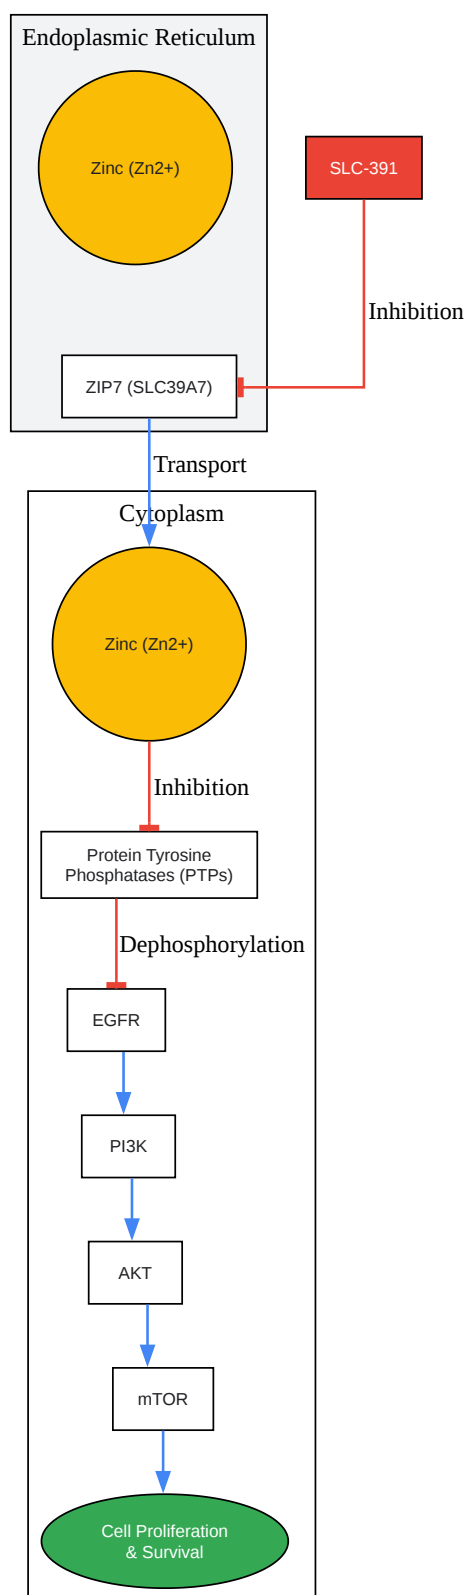 Endoplasmic Reticulum
Zinc (Zn2+)
SLC-391
Inhibition
ZIP7 (SLC39A7)
Transport
Cytoplasm
Zinc (Zn2+)
Inhibition
Protein Tyrosine
Phosphatases (PTPs)
Dephosphorylation
EGFR
PI3K
AKT
mTOR
Cell Proliferation
& Survival